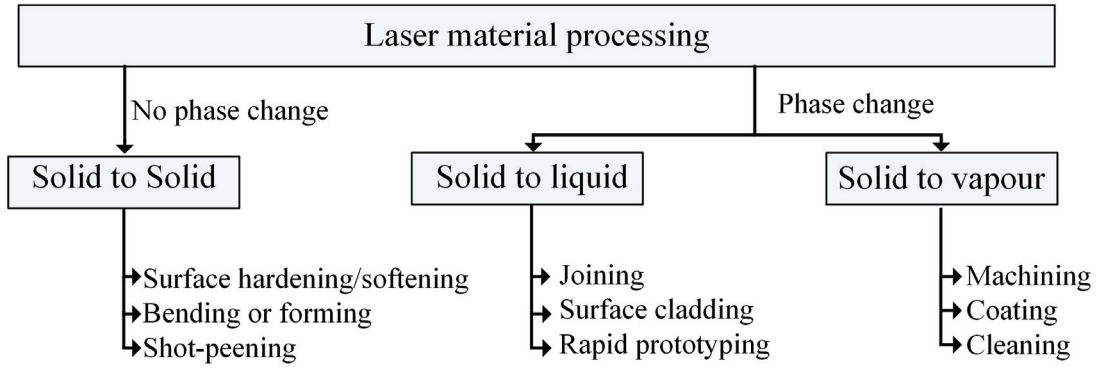 Laser material processing
No phase change
Phase change
Solid to Solid
Solid to liquid
Solid to vapour
Surface hardening/softening
Bending or forming
Shot-peening
Joining
Surface cladding
Rapid prototyping
Machining
Coating
Cleaning